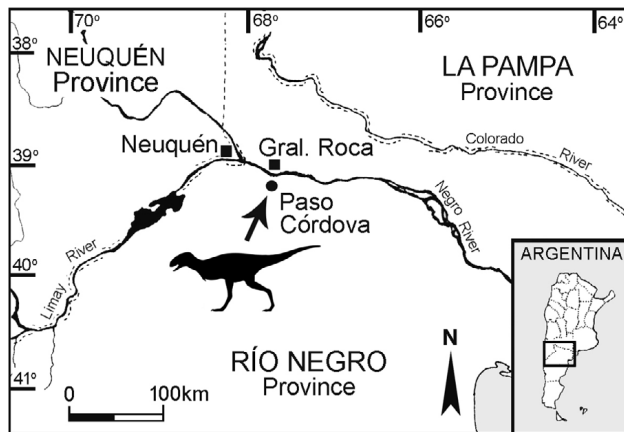 70°
68°
66°
64°
38°
NEUQUÉN
Province
LA PAMPA
Province
Colorado
River
Neuquén
Gral. Roca
39°
Paso
Córdova
Negro
River
River
Limay
40°
ARGENTINA
N
RÍO NEGRO
Province
41°
0
100km